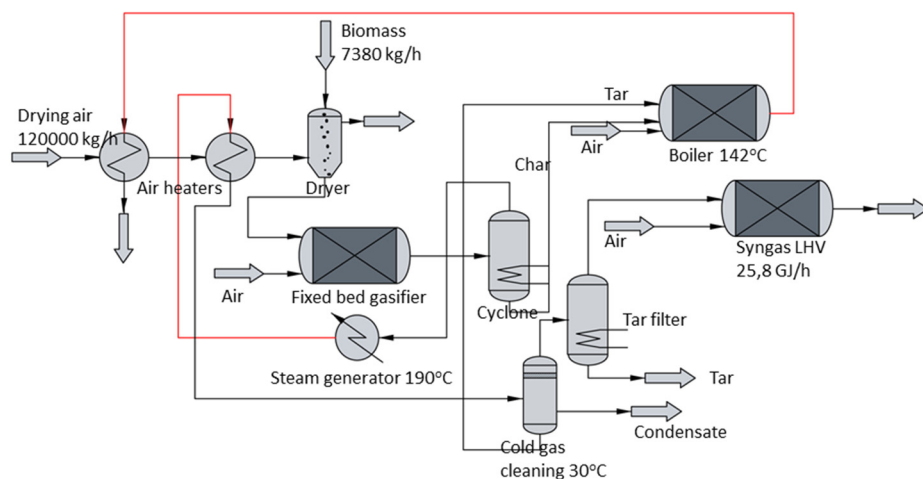 Biomass
7380 kg/h
Drying air
120000 kg/h
Air heaters
Dryer
Tar
Air
Boiler 142°C
Char
Air
Syngas LHV
25,8 GJ/h
Air
Fixed bed gasifier
Cyclone
Tar filter
Steam generator 190°C
Tar
Condensate
Cold gas
cleaning 30°C